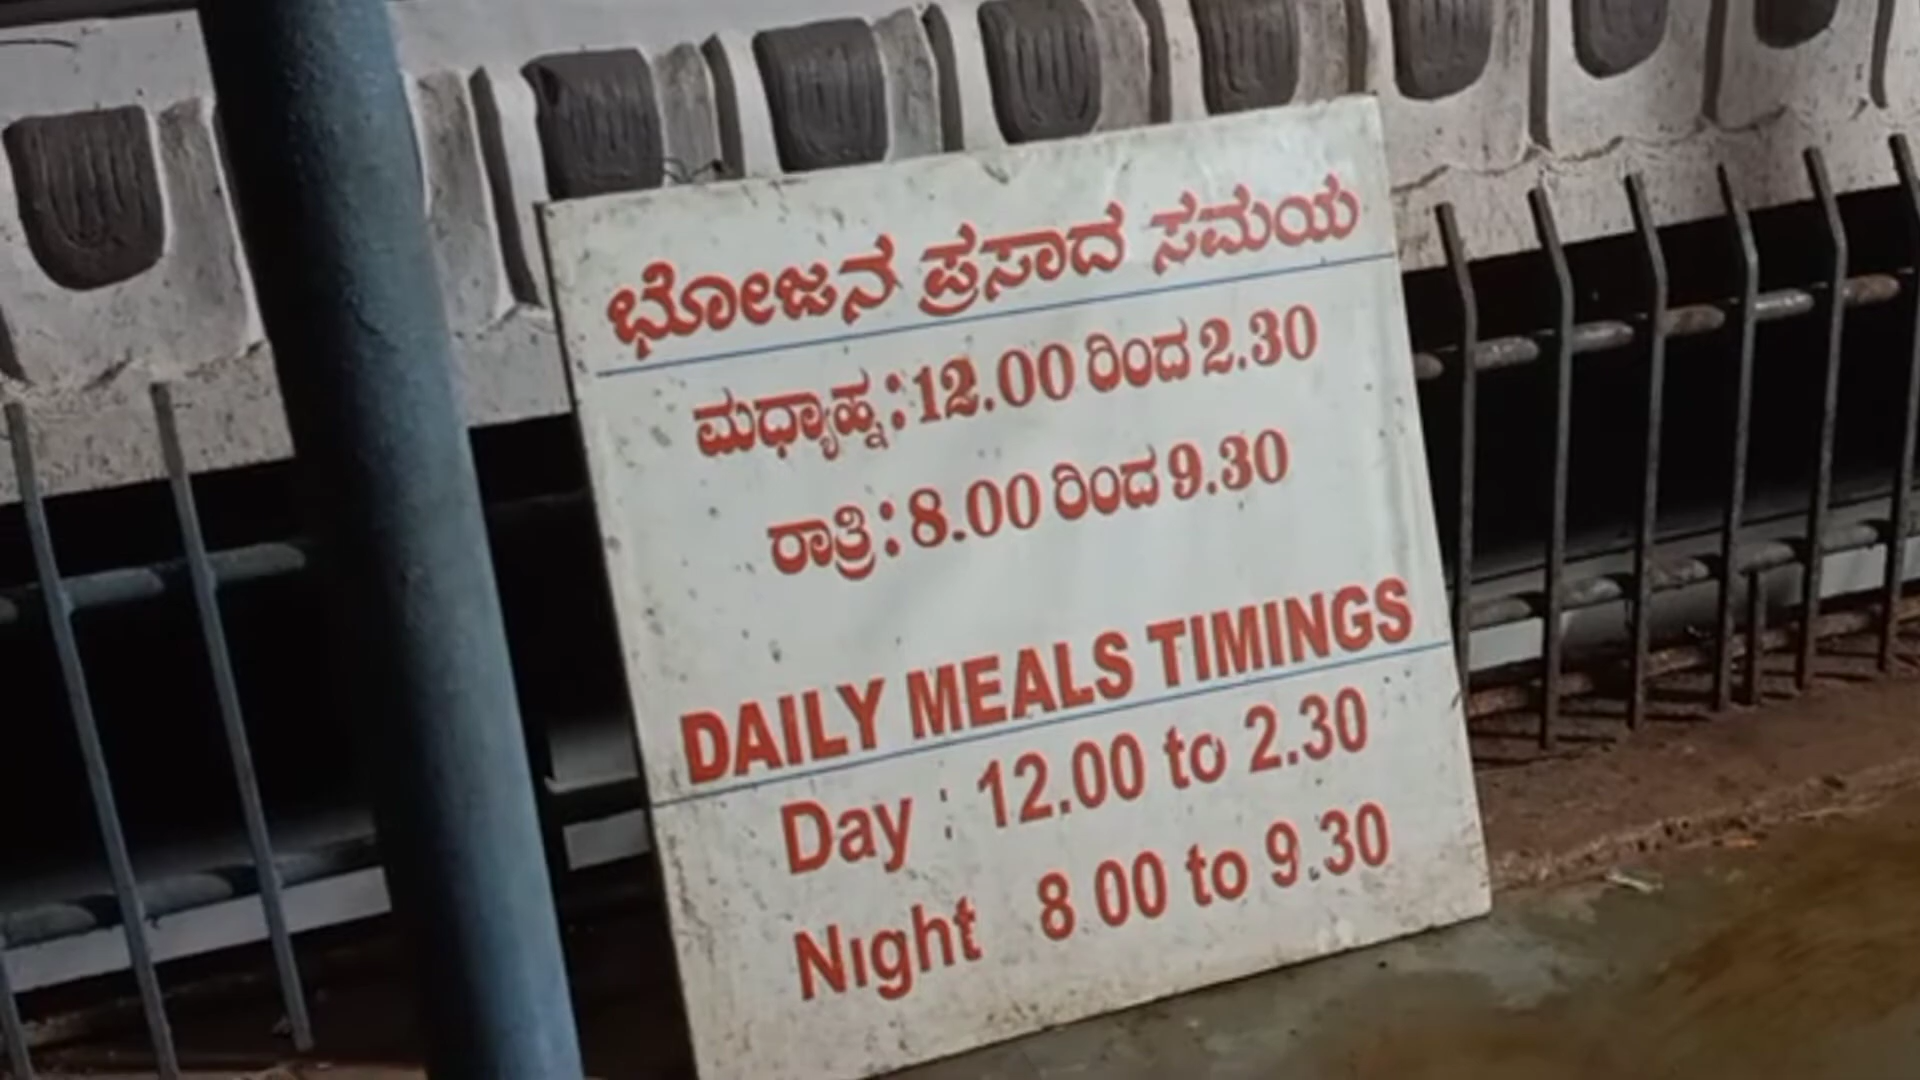 ಭೋಜನ ಪ್ರಸಾದ ಸಮಯ
ಮಧ್ಯಾಹ್ನ : 12.00 ರಿಂದ 2.30
ರಾತ್ರಿ : 8.00 ರಿಂದ 9.30
DAILY MEALS TIMINGS
Day : 12.00 to 2.30
Night 8 00 to 9.30